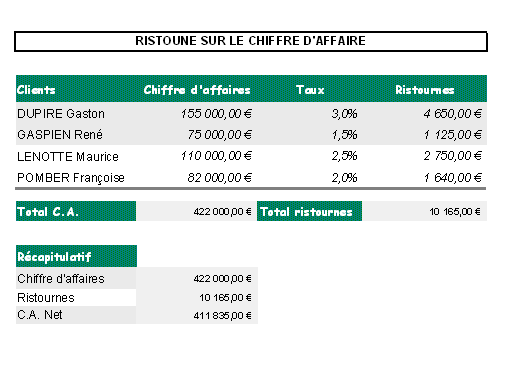 RISTOUNE SUR LE CHIFFRE D'AFFAIRE
Clients Chiffre d'affaires Taux Ristournes
DUPIRE Gaston 155 000,00 € 3,0% 4 650,00 €
GASPIEN René 75 000,00 € 1,5% 1 125,00 €
LENOTTE Maurice 110 000,00 € 2,5% 2 750,00 €
POMBER Françoise 82 000,00 € 2,0% 1 640,00 €
Total C.A. 422 000,00 € Total ristournes 10 165,00 €
Récapitulatif
Chiffre d'affaires 422 000,00 €
Ristournes 10 165,00 €
C.A. Net 411 835,00 €